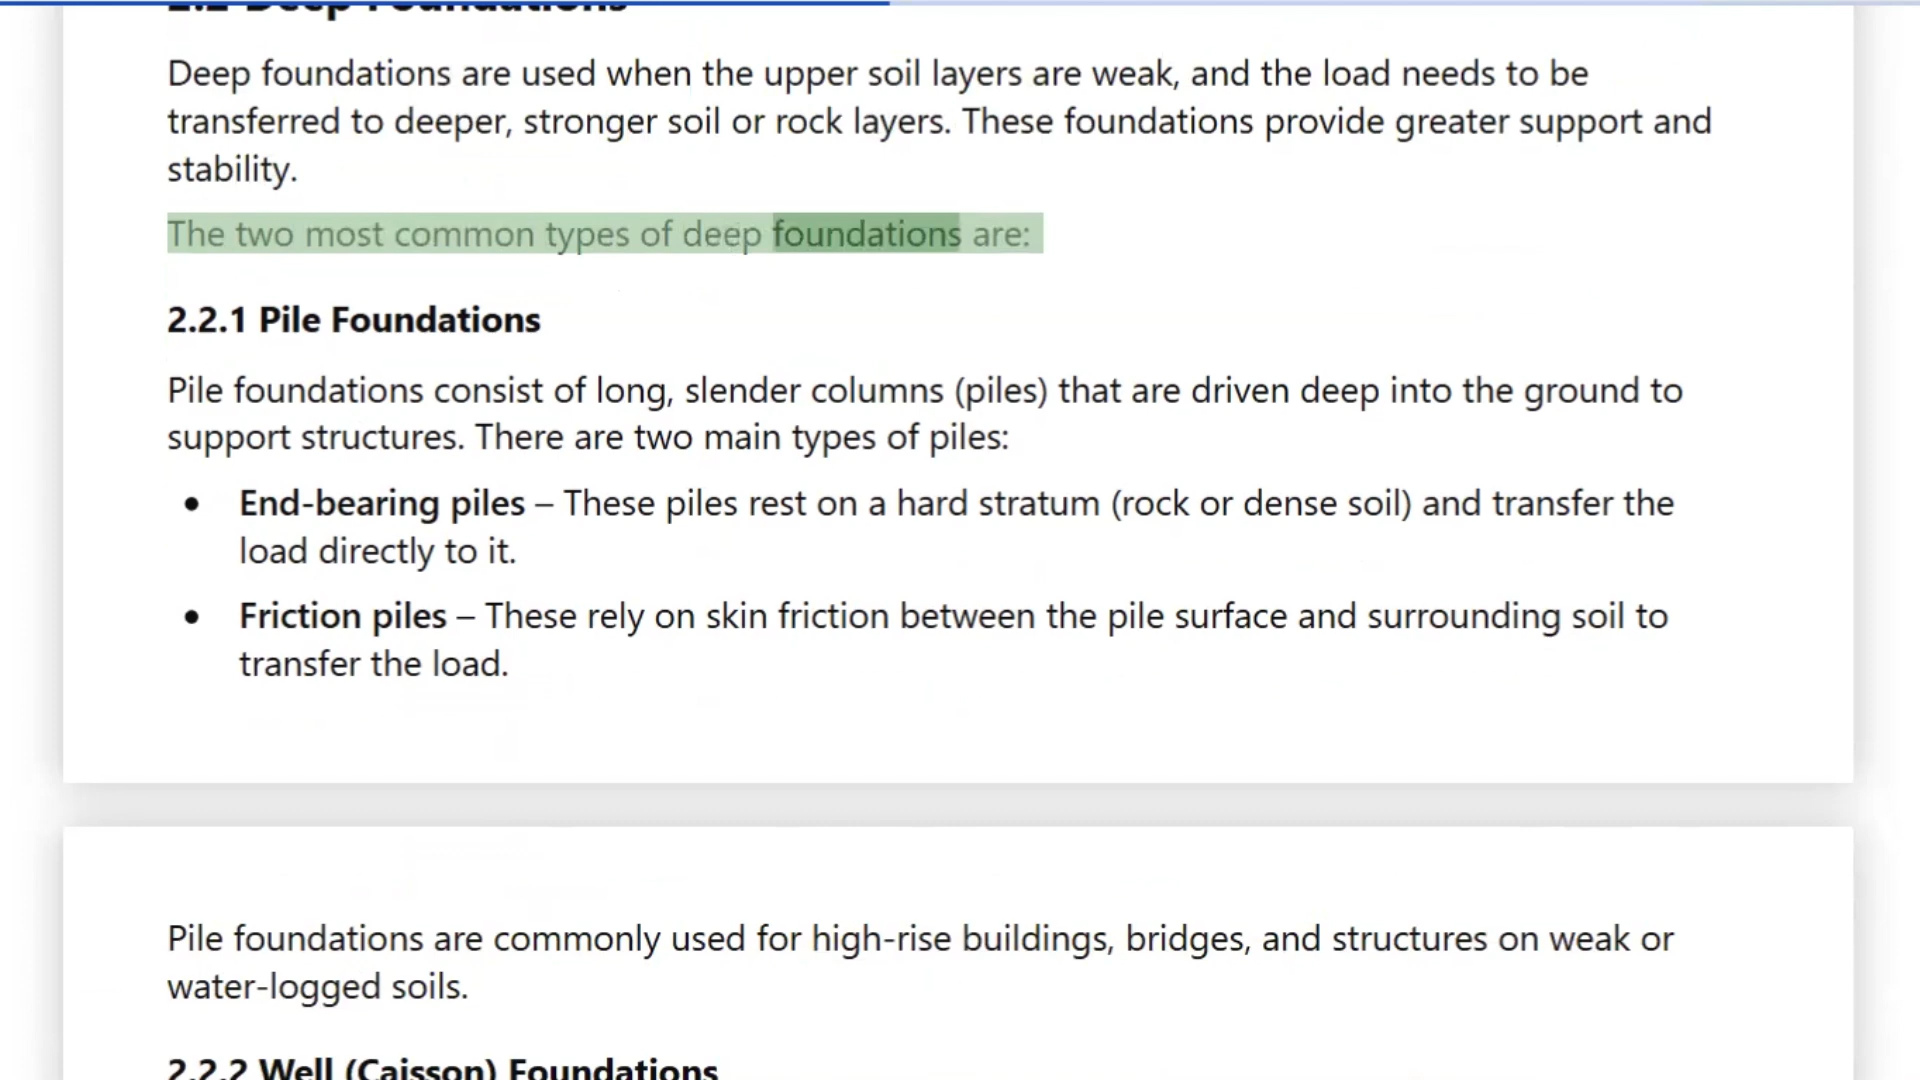 2.2 Deep Foundations
Deep foundations are used when the upper soil layers are weak, and the load needs to be
transferred to deeper, stronger soil or rock layers. These foundations provide greater support and
stability.
The two most common types of deep foundations are:
2.2.1 Pile Foundations
Pile foundations consist of long, slender columns (piles) that are driven deep into the ground to
support structures. There are two main types of piles:
• End-bearing piles – These piles rest on a hard stratum (rock or dense soil) and transfer the
load directly to it.
• Friction piles – These rely on skin friction between the pile surface and surrounding soil to
transfer the load.
Pile foundations are commonly used for high-rise buildings, bridges, and structures on weak or
water-logged soils.
2.2.2 Well (Caisson) Foundations